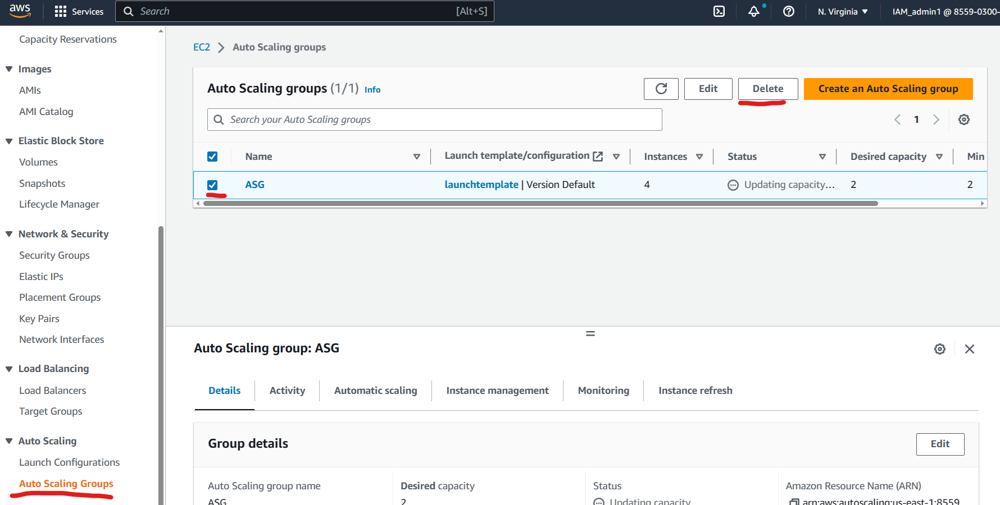 aws
Services
Search [Alt+S]
N. Virginia
IAM_admin1 @ 8559-0300-
Capacity Reservations
Images
AMIs
AMI Catalog
Elastic Block Store
Volumes
Snapshots
Lifecycle Manager
Network & Security
Security Groups
Elastic IPs
Placement Groups
Key Pairs
Network Interfaces
Load Balancing
Load Balancers
Target Groups
Auto Scaling
Launch Configurations
Auto Scaling Groups
EC2 > Auto Scaling groups
Auto Scaling groups (1/1) Info
Edit
Delete
Create an Auto Scaling group
Search your Auto Scaling groups
1
Name Launch template/configuration Instances Status Desired capacity Min
ASG launchtemplate | Version Default 4 Updating capacity... 2 2
Auto Scaling group: ASG
Details Activity Automatic scaling Instance management Monitoring Instance refresh
Group details
Edit
Auto Scaling group name Desired capacity Status Amazon Resource Name (ARN)
ASG 2 Updating capacity arn:aws:autoscaling:us-east-1:8559